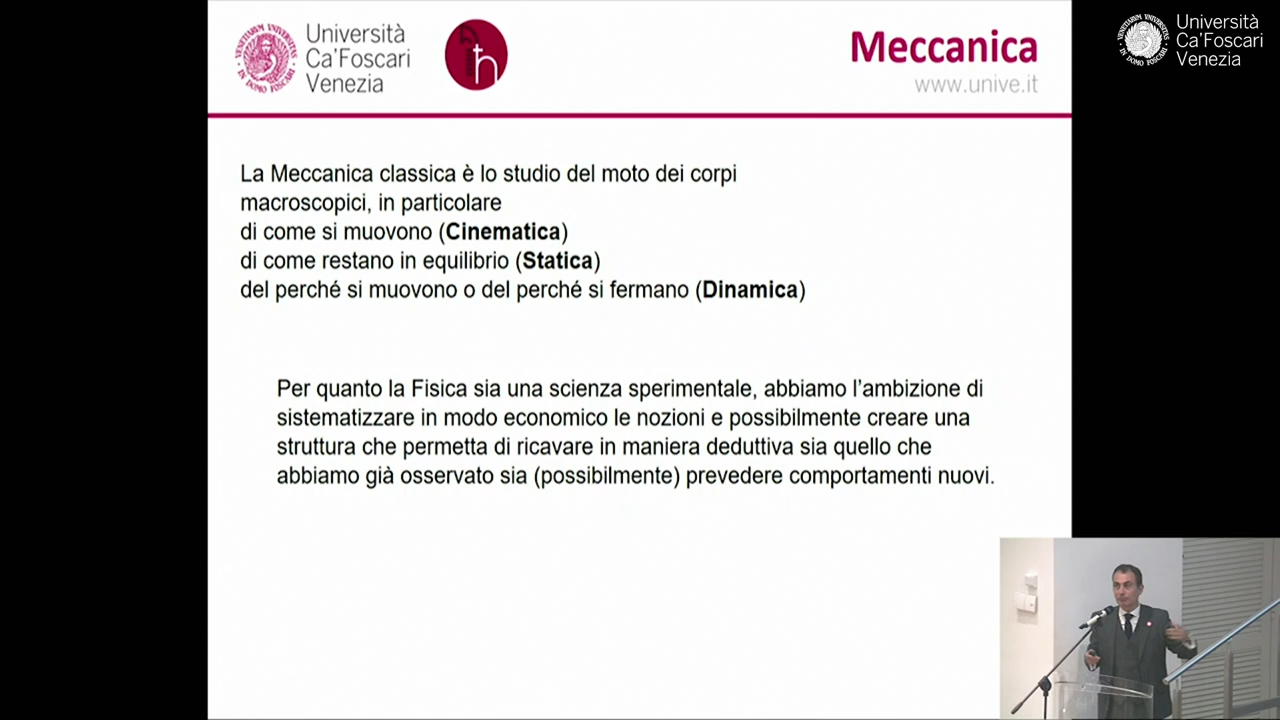 Università
Ca'Foscari
Venezia
Meccanica
www.unive.it
Università
Ca'Foscari
Venezia
La Meccanica classica è lo studio del moto dei corpi
macroscopici, in particolare
di come si muovono (Cinematica)
di come restano in equilibrio (Statica)
del perché si muovono o del perché si fermano (Dinamica)
Per quanto la Fisica sia una scienza sperimentale, abbiamo l'ambizione di
sistematizzare in modo economico le nozioni e possibilmente creare una
struttura che permetta di ricavare in maniera deduttiva sia quello che
abbiamo già osservato sia (possibilmente) prevedere comportamenti nuovi.